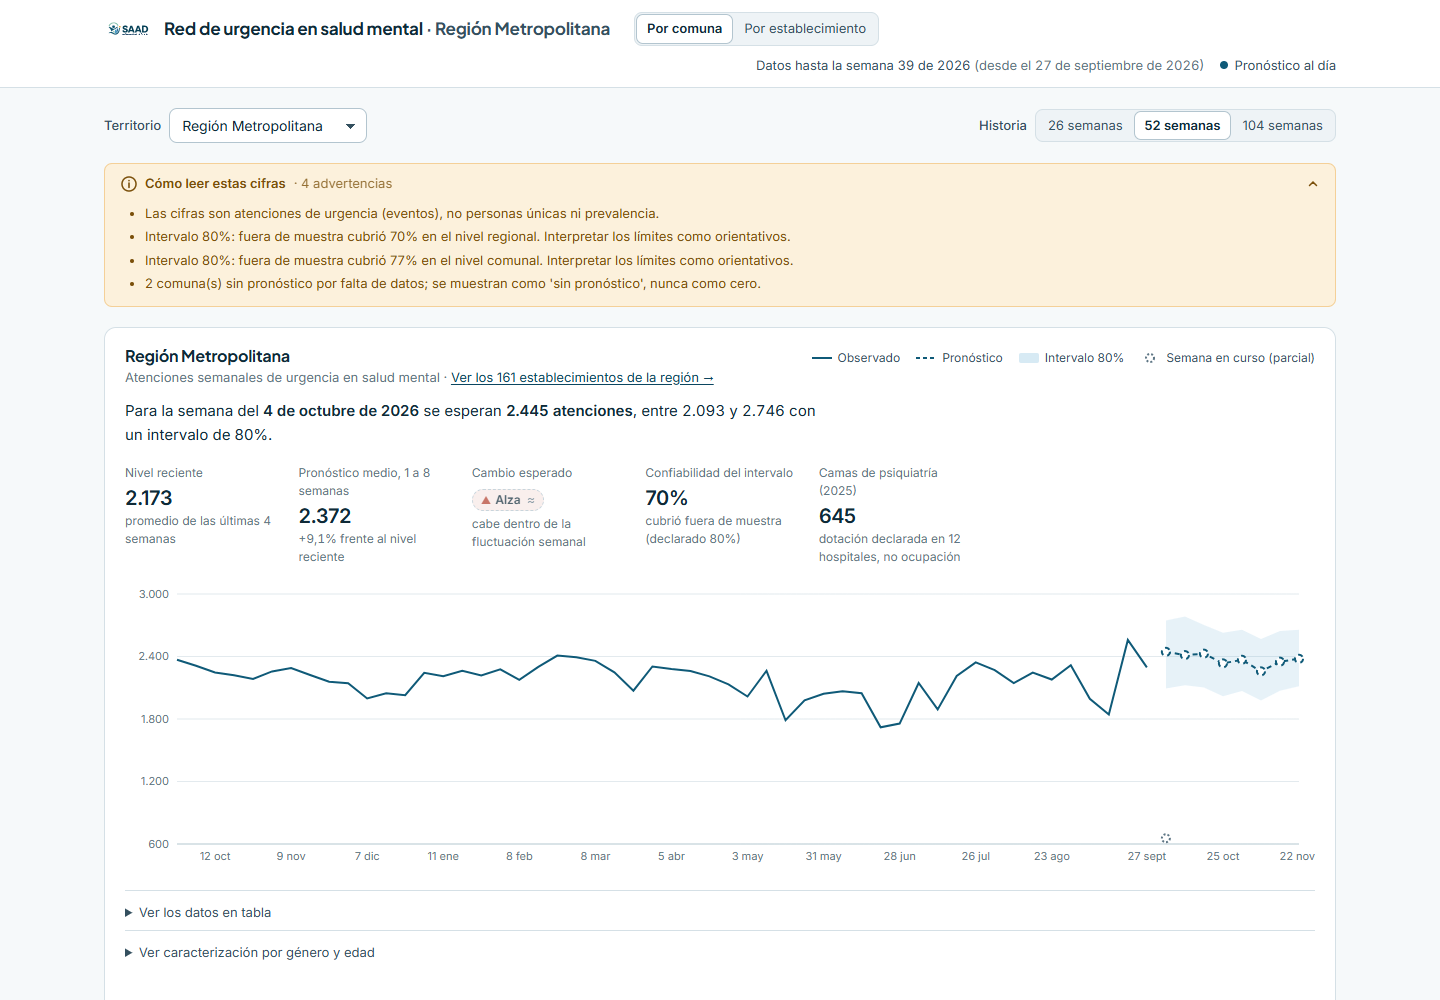 SAAD
Red de urgencia en salud mental · Región Metropolitana
Por comuna
Por establecimiento
Datos hasta la semana 39 de 2026 (desde el 27 de septiembre de 2026)
Pronóstico al día
Territorio
Región Metropolitana
Historia
26 semanas
52 semanas
104 semanas
Cómo leer estas cifras · 4 advertencias
• Las cifras son atenciones de urgencia (eventos), no personas únicas ni prevalencia.
• Intervalo 80%: fuera de muestra cubrió 70% en el nivel regional. Interpretar los límites como orientativos.
• Intervalo 80%: fuera de muestra cubrió 77% en el nivel comunal. Interpretar los límites como orientativos.
• 2 comuna(s) sin pronóstico por falta de datos; se muestran como 'sin pronóstico', nunca como cero.
Región Metropolitana
Observado
Pronóstico
Intervalo 80%
Semana en curso (parcial)
Atenciones semanales de urgencia en salud mental · Ver los 161 establecimientos de la región →
Para la semana del 4 de octubre de 2026 se esperan 2.445 atenciones, entre 2.093 y 2.746 con
un intervalo de 80%.
Nivel reciente
2.173
promedio de las últimas 4
semanas
Pronóstico medio, 1 a 8
semanas
2.372
+9,1% frente al nivel
reciente
Cambio esperado
▲ Alza ≈
cabe dentro de la
fluctuación semanal
Confiabilidad del intervalo
70%
cubrió fuera de muestra
(declarado 80%)
Camas de psiquiatría
(2025)
645
dotación declarada en 12
hospitales, no ocupación
3.000
2.400
1.800
1.200
600
12 oct
9 nov
7 dic
11 ene
8 feb
8 mar
5 abr
3 may
31 may
28 jun
26 jul
23 ago
27 sept
25 oct
22 nov
Ver los datos en tabla
Ver caracterización por género y edad